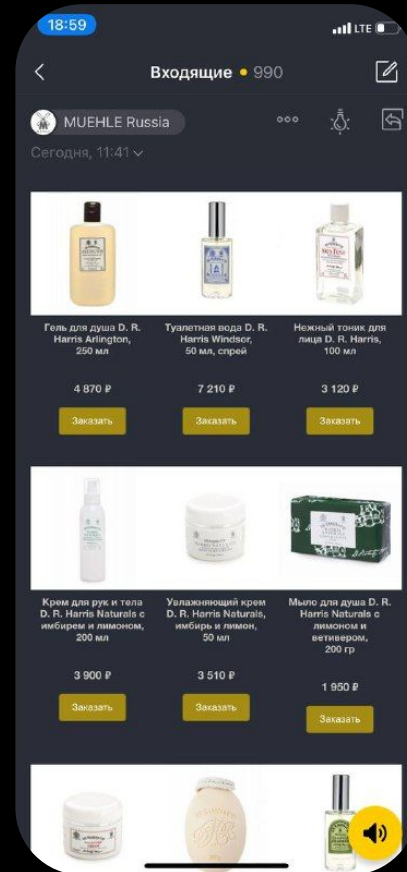 18:59
LTE
Входящие • 990
MUEHLE Russia
Сегодня, 11:41
Гель для душа D. R.
Harris Arlington,
250 мл
Туалетная вода D. R.
Harris Windsor,
50 мл, спрей
Нежный тоник для
лица D. R. Harris,
100 мл
4 870 ₽
7 210 ₽
3 120 ₽
Заказать
Заказать
Заказать
Крем для рук и тела
D. R. Harris Naturals с
имбирем и лимоном,
200 мл
Увлажняющий крем
D. R. Harris Naturals,
имбирь и лимон,
50 мл
Мыло для душа D. R.
Harris Naturals с
лимоном и
ветивером,
200 гр
3 900 ₽
3 510 ₽
1 950 ₽
Заказать
Заказать
Заказать